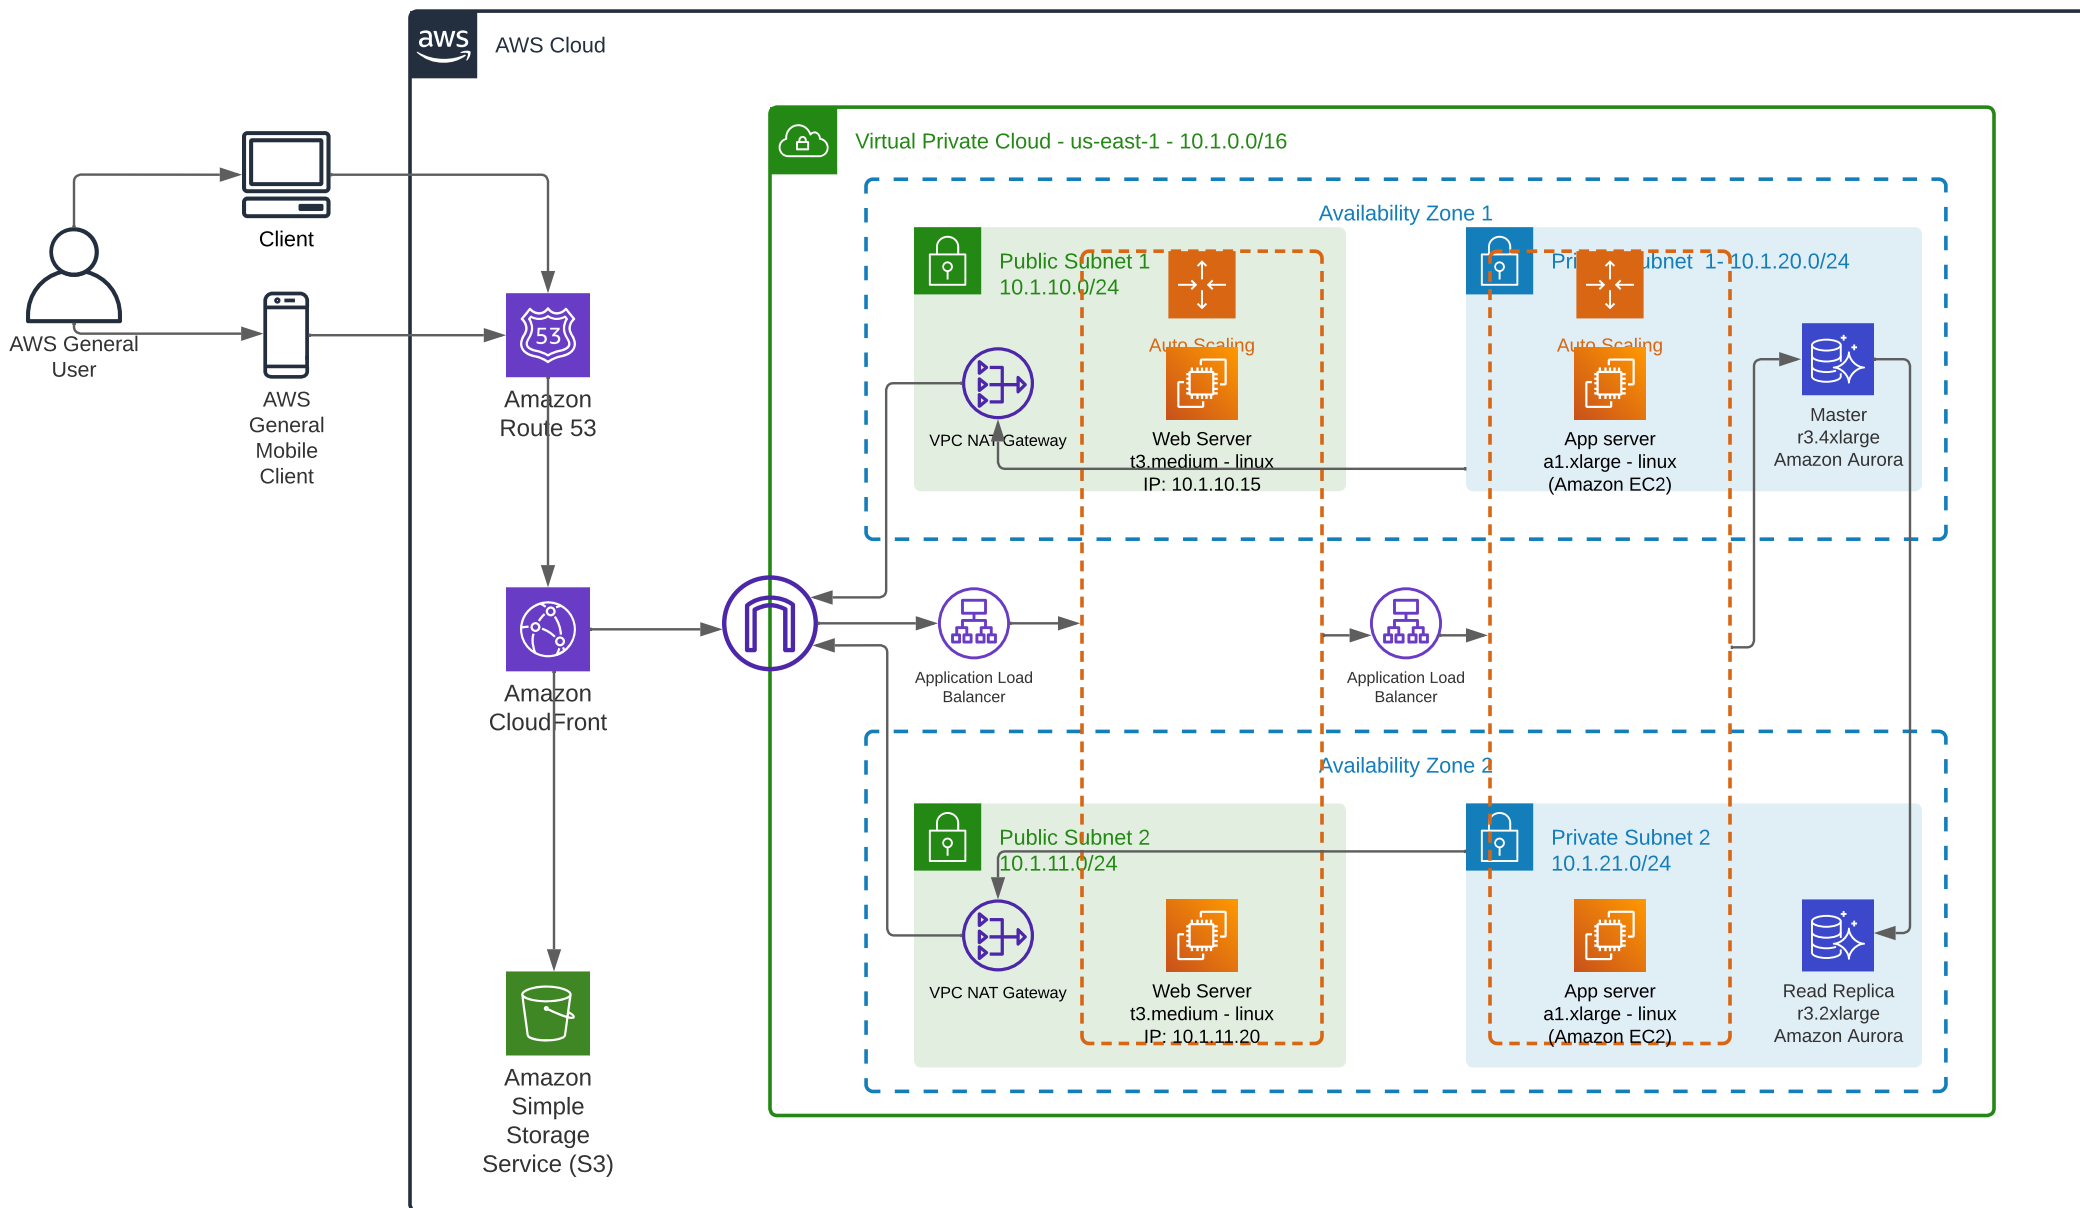 aws
AWS Cloud
Virtual Private Cloud - us-east-1 - 10.1.0.0/16
Availability Zone 1
Client
AWS General
User
AWS
General
Mobile
Client
53
Amazon
Route 53
Public Subnet 1
10.1.10.0/24
Auto Scaling
VPC NAT Gateway
Web Server
t3.medium - linux
IP: 10.1.10.15
Private Subnet 1- 10.1.20.0/24
Auto Scaling
App server
a1.xlarge - linux
(Amazon EC2)
Master
r3.4xlarge
Amazon Aurora
Amazon
CloudFront
Application Load
Balancer
Application Load
Balancer
Availability Zone 2
Public Subnet 2
10.1.11.0/24
VPC NAT Gateway
Web Server
t3.medium - linux
IP: 10.1.11.20
Private Subnet 2
10.1.21.0/24
App server
a1.xlarge - linux
(Amazon EC2)
Read Replica
r3.2xlarge
Amazon Aurora
Amazon
Simple
Storage
Service (S3)